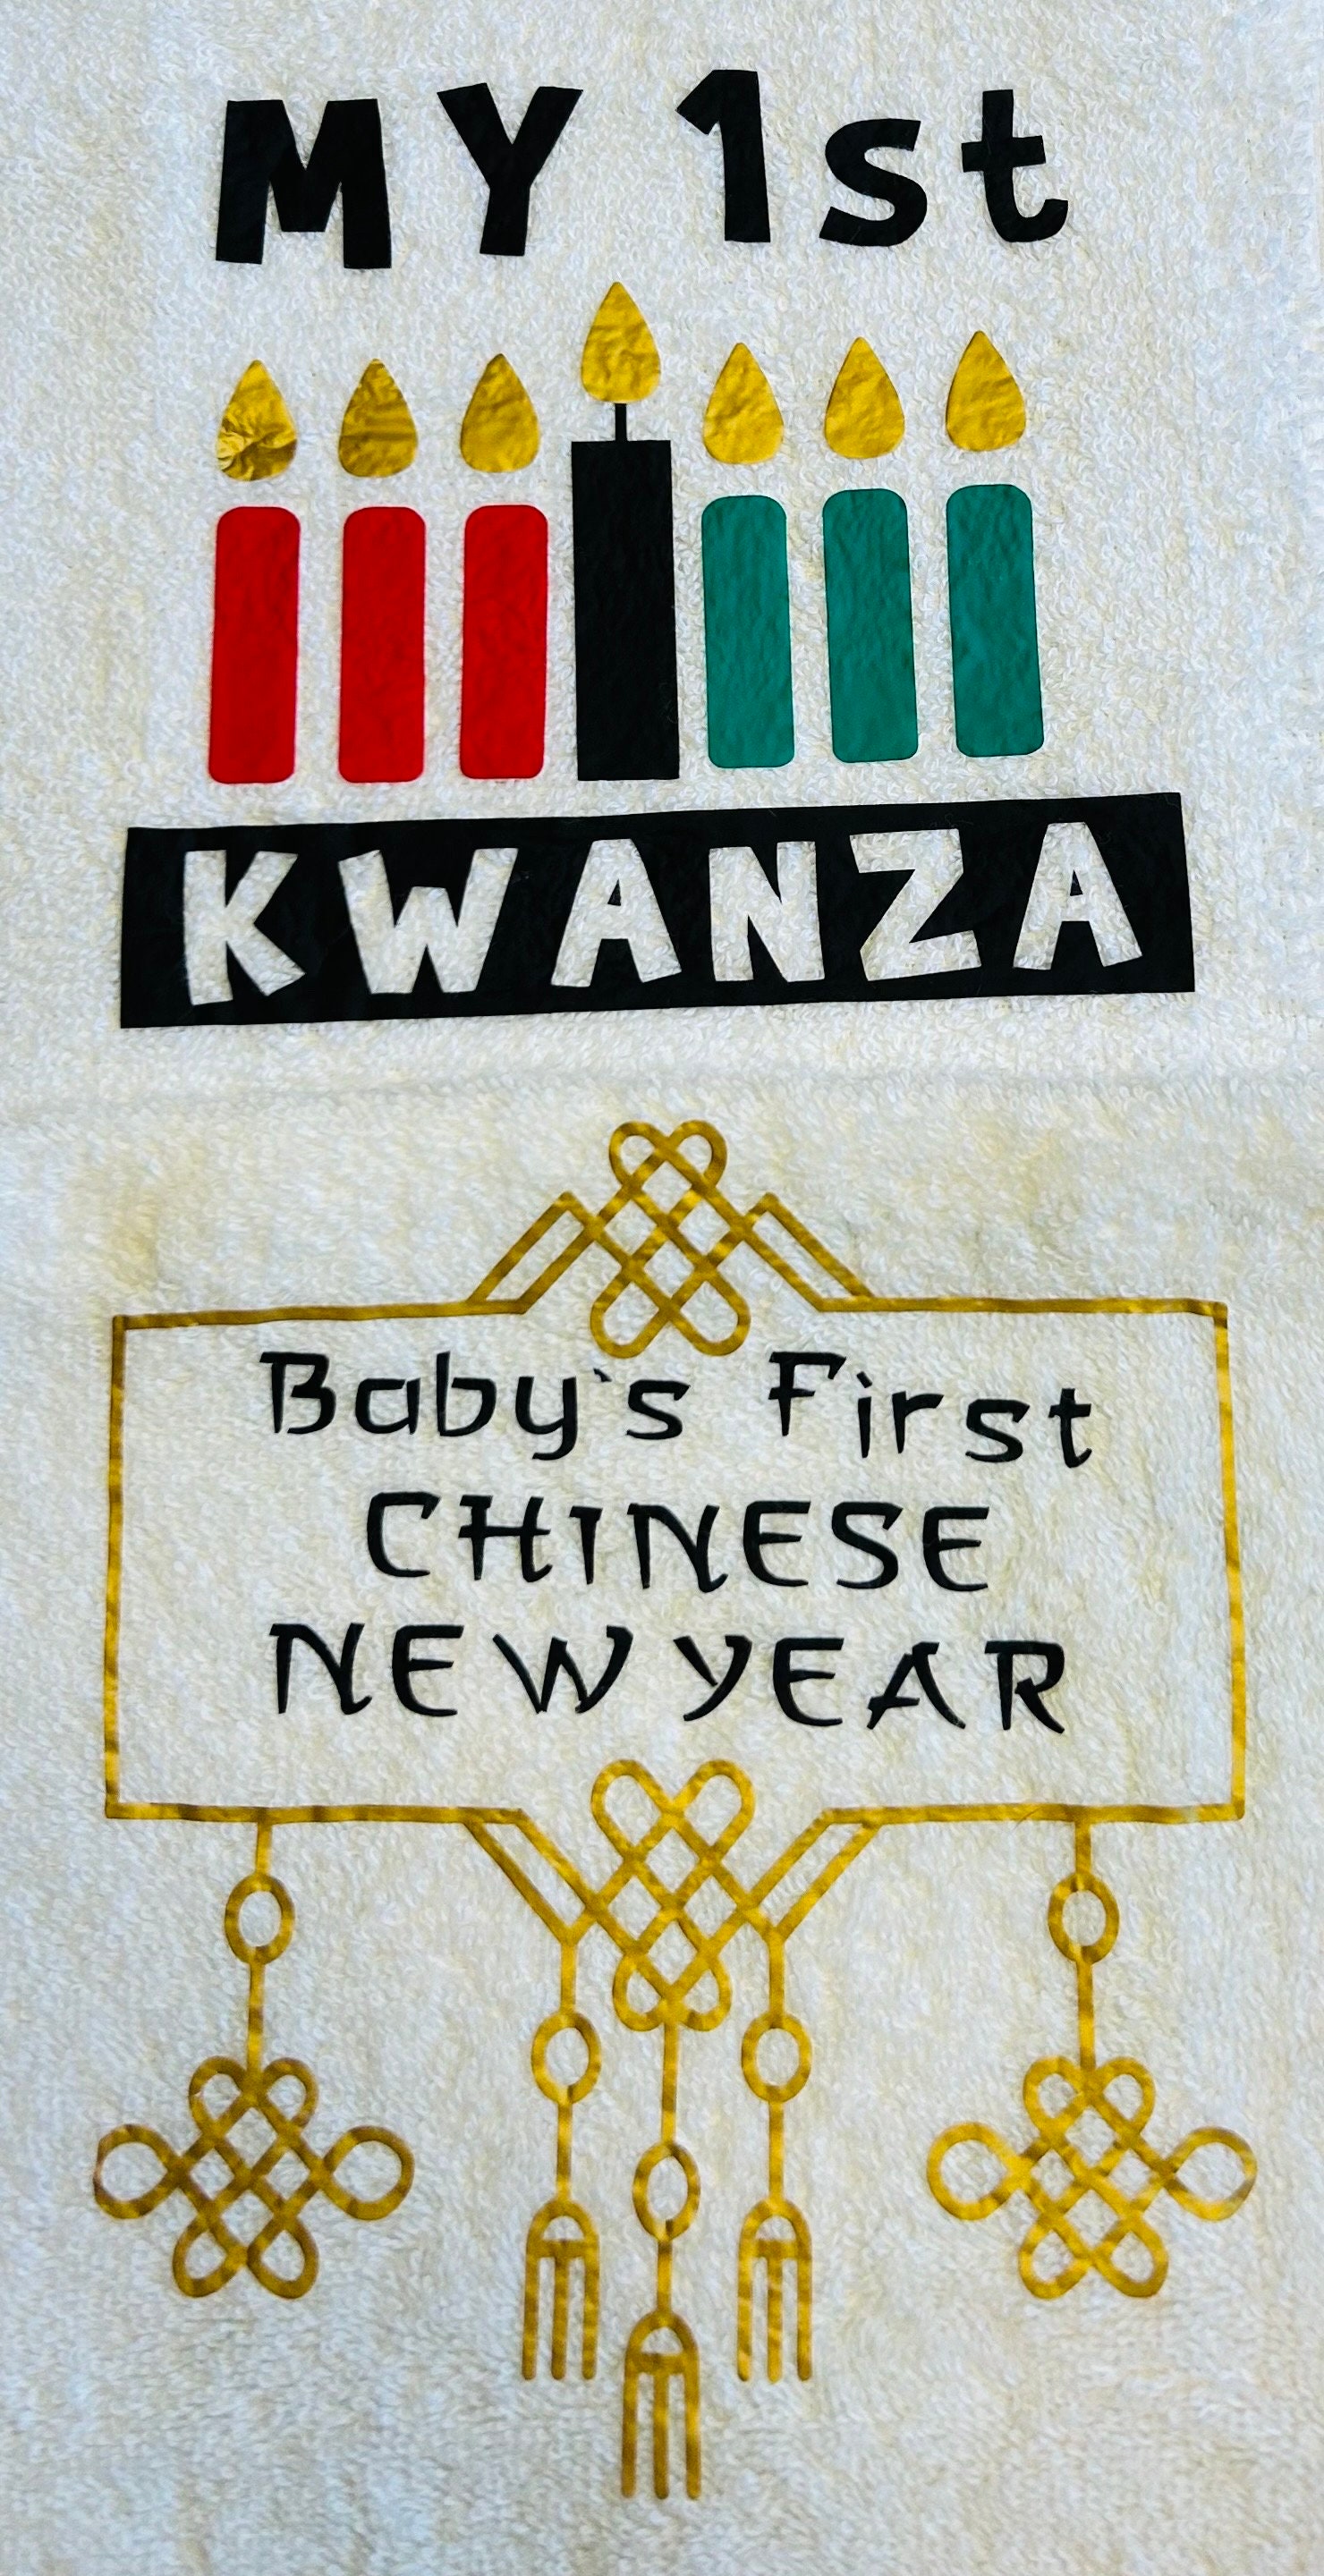 MY 1st
KWANZA
Baby's First
CHINESE
NEW YEAR